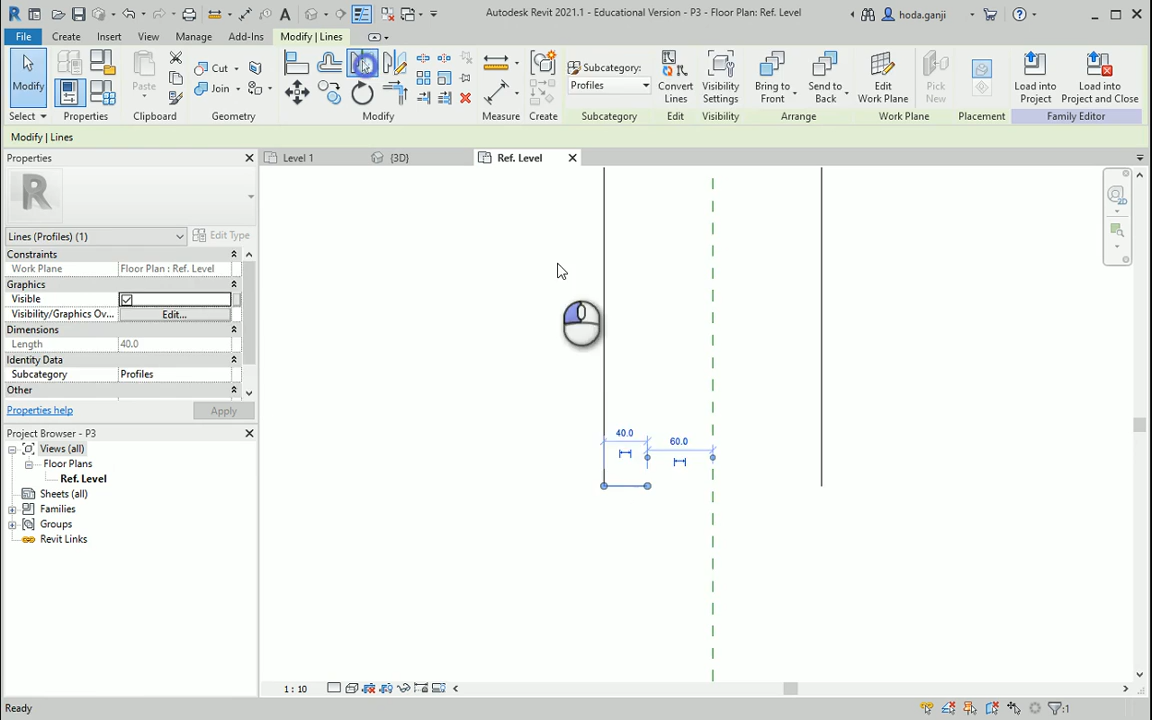 Autodesk Revit 2021.1 - Educational Version - P3 - Floor Plan: Ref. Level
hoda.ganji
File Create Insert View Manage Add-Ins Modify | Lines
Modify
Paste
Cut
Join
Subcategory:
Profiles
Convert Lines
Visibility Settings
Bring to Front
Send to Back
Edit Work Plane
Pick New
Load into Project
Load into Project and Close
Select Properties Clipboard Geometry Modify Measure Create Subcategory Edit Visibility Arrange Work Plane Placement Family Editor
Modify | Lines
Properties
Level 1 {3D} Ref. Level
Lines (Profiles) (1) Edit Type
Constraints
Work Plane Floor Plan : Ref. Level
Graphics
Visible
Visibility/Graphics Ov... Edit...
Dimensions
Length 40.0
Identity Data
Subcategory Profiles
Other
Properties help Apply
Project Browser - P3
Views (all)
Floor Plans
Ref. Level
Sheets (all)
Families
Groups
Revit Links
40.0
60.0
1 : 10
Ready
:1